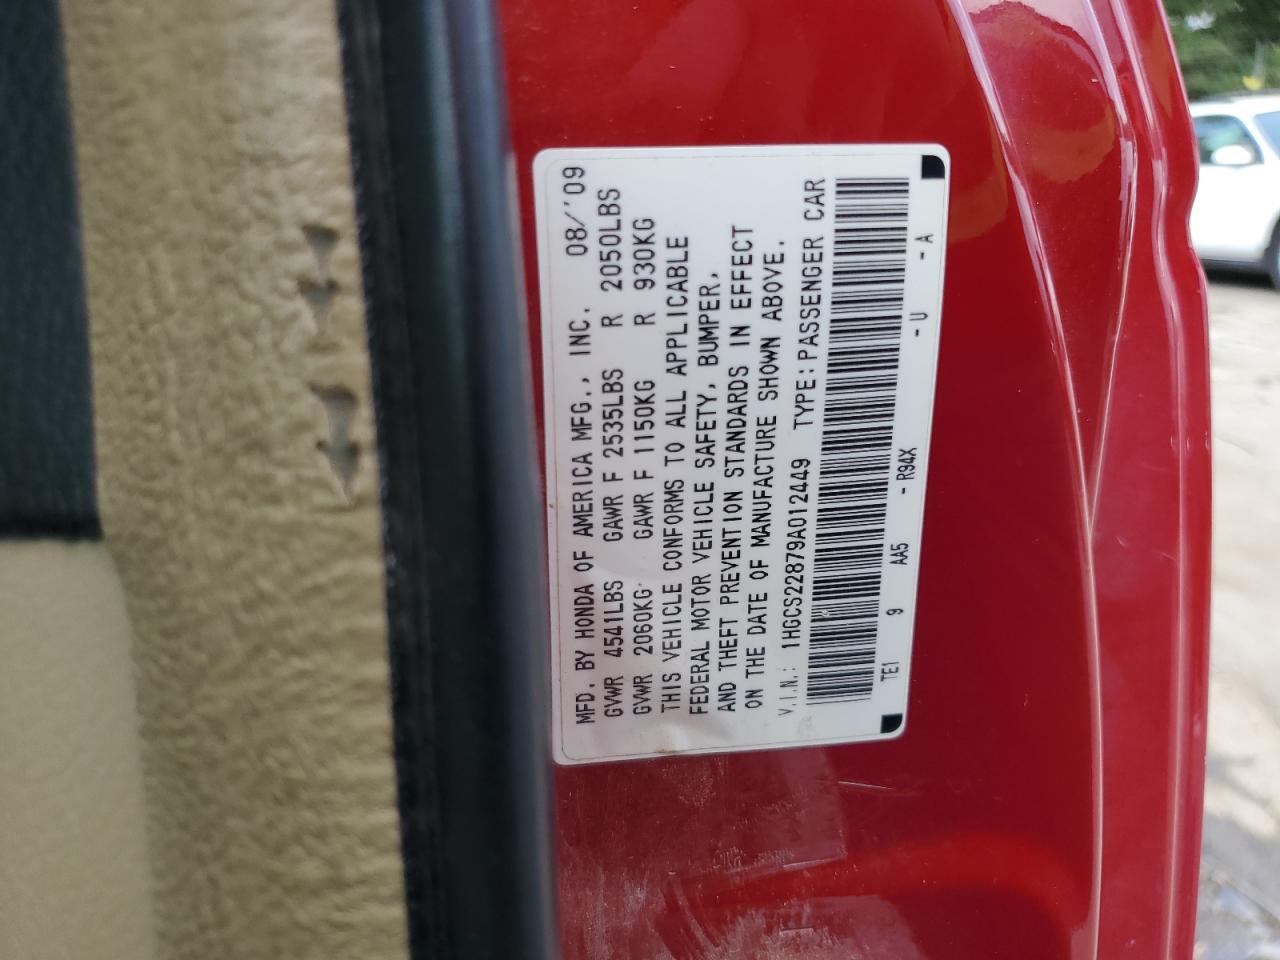 MFD. BY HONDA OF AMERICA MFG., INC. 08/'09
GVWR 4541LBS GAWR F 2535LBS R 2050LBS
GVWR 2060KG GAWR F 1150KG R 930KG
THIS VEHICLE CONFORMS TO ALL APPLICABLE
FEDERAL MOTOR VEHICLE SAFETY, BUMPER,
AND THEFT PREVENTION STANDARDS IN EFFECT
ON THE DATE OF MANUFACTURE SHOWN ABOVE.
V.I.N.: 1HGCS22879A012449 TYPE:PASSENGER CAR
TE1 9 AA5 - R94X - U - A